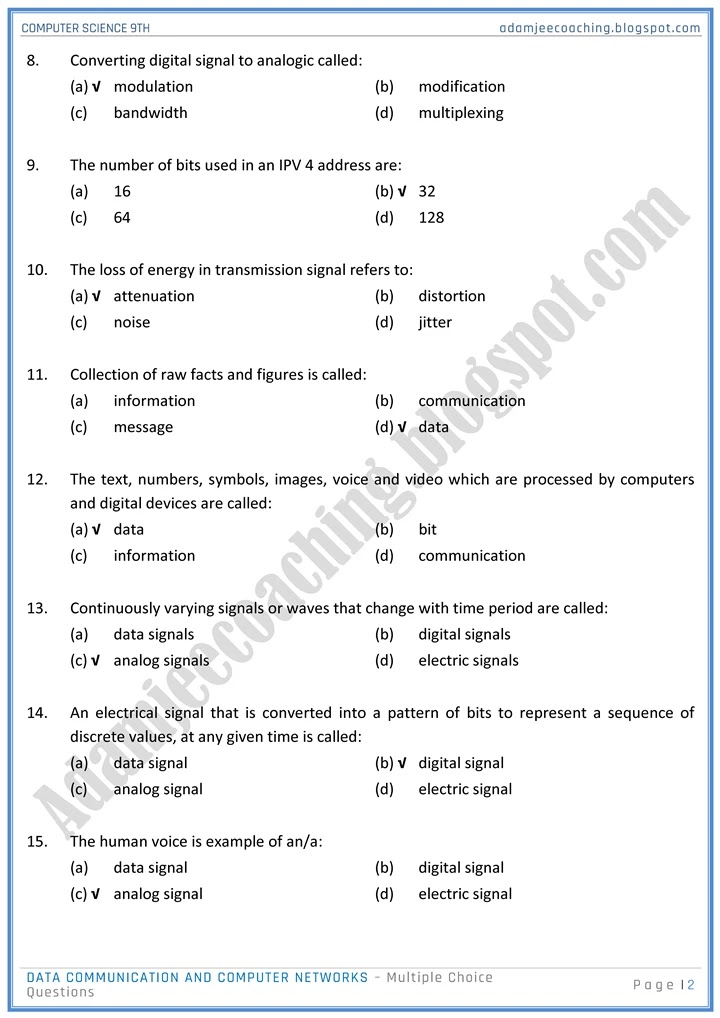 COMPUTER SCIENCE 9TH adamjeecoaching.blogspot.com
8. Converting digital signal to analogic called:
(a) √ modulation (b) modification
(c) bandwidth (d) multiplexing
9. The number of bits used in an IPV 4 address are:
(a) 16 (b) √ 32
(c) 64 (d) 128
10. The loss of energy in transmission signal refers to:
(a) √ attenuation (b) distortion
(c) noise (d) jitter
11. Collection of raw facts and figures is called:
(a) information (b) communication
(c) message (d) √ data
12. The text, numbers, symbols, images, voice and video which are processed by computers
and digital devices are called:
(a) √ data (b) bit
(c) information (d) communication
13. Continuously varying signals or waves that change with time period are called:
(a) data signals (b) digital signals
(c) √ analog signals (d) electric signals
14. An electrical signal that is converted into a pattern of bits to represent a sequence of
discrete values, at any given time is called:
(a) data signal (b) √ digital signal
(c) analog signal (d) electric signal
15. The human voice is example of an/a:
(a) data signal (b) digital signal
(c) √ analog signal (d) electric signal
Adamjeecoaching.blogspot.com
DATA COMMUNICATION AND COMPUTER NETWORKS – Multiple Choice
Questions
Page | 2